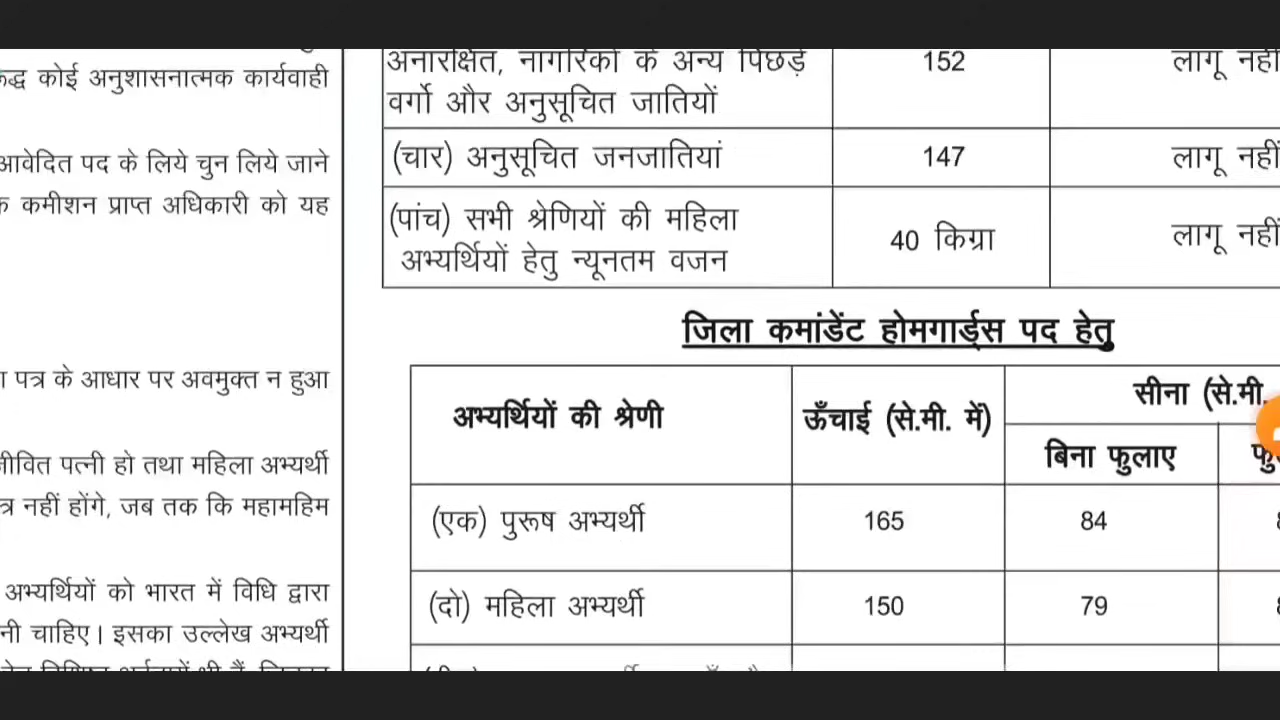 रूद्ध कोई अनुशासनात्मक कार्यवाही
आवेदित पद के लिये चुन लिये जाने
कमीशन प्राप्त अधिकारी को यह
पत्र के आधार पर अवमुक्त न हुआ
जीवित पत्नी हो तथा महिला अभ्यर्थी
नहीं होंगे, जब तक कि महामहिम
अभ्यर्थियों को भारत में विधि द्वारा
चाहिए। इसका उल्लेख अभ्यर्थी
अनारक्षित, नागरिकों के अन्य पिछड़े
वर्गो और अनुसूचित जातियों
152
लागू नहीं
(चार) अनुसूचित जनजातियां
147
लागू नहीं
(पांच) सभी श्रेणियों की महिला
अभ्यर्थियों हेतु न्यूनतम वजन
40 किग्रा
लागू नहीं
जिला कमांडेंट होमगार्ड्स पद हेतु
अभ्यर्थियों की श्रेणी
ऊँचाई (से.मी. में)
सीना (से.मी.
बिना फुलाए
(एक) पुरूष अभ्यर्थी
165
84
(दो) महिला अभ्यर्थी
150
79